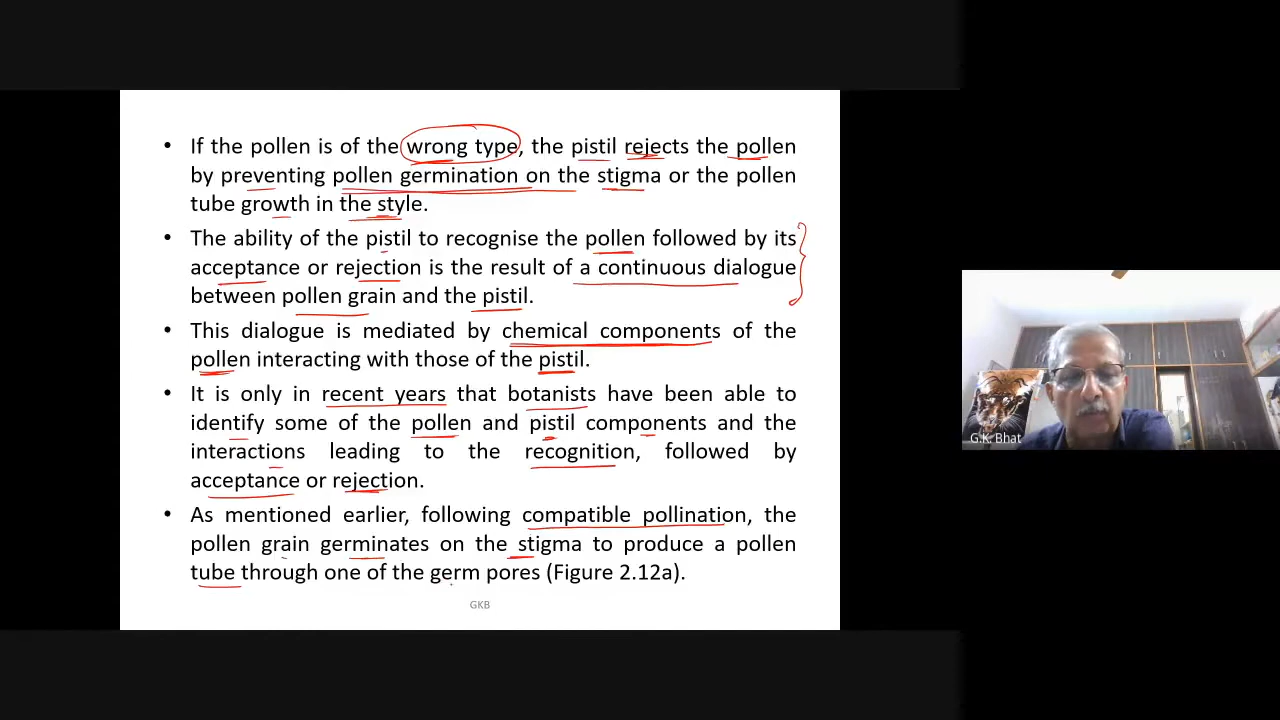 • If the pollen is of the wrong type, the pistil rejects the pollen
by preventing pollen germination on the stigma or the pollen
tube growth in the style.
• The ability of the pistil to recognise the pollen followed by its
acceptance or rejection is the result of a continuous dialogue
between pollen grain and the pistil.
• This dialogue is mediated by chemical components of the
pollen interacting with those of the pistil.
• It is only in recent years that botanists have been able to
identify some of the pollen and pistil components and the
interactions leading to the recognition, followed by
acceptance or rejection.
• As mentioned earlier, following compatible pollination, the
pollen grain germinates on the stigma to produce a pollen
tube through one of the germ pores (Figure 2.12a).
GKB
G.K. Bhat